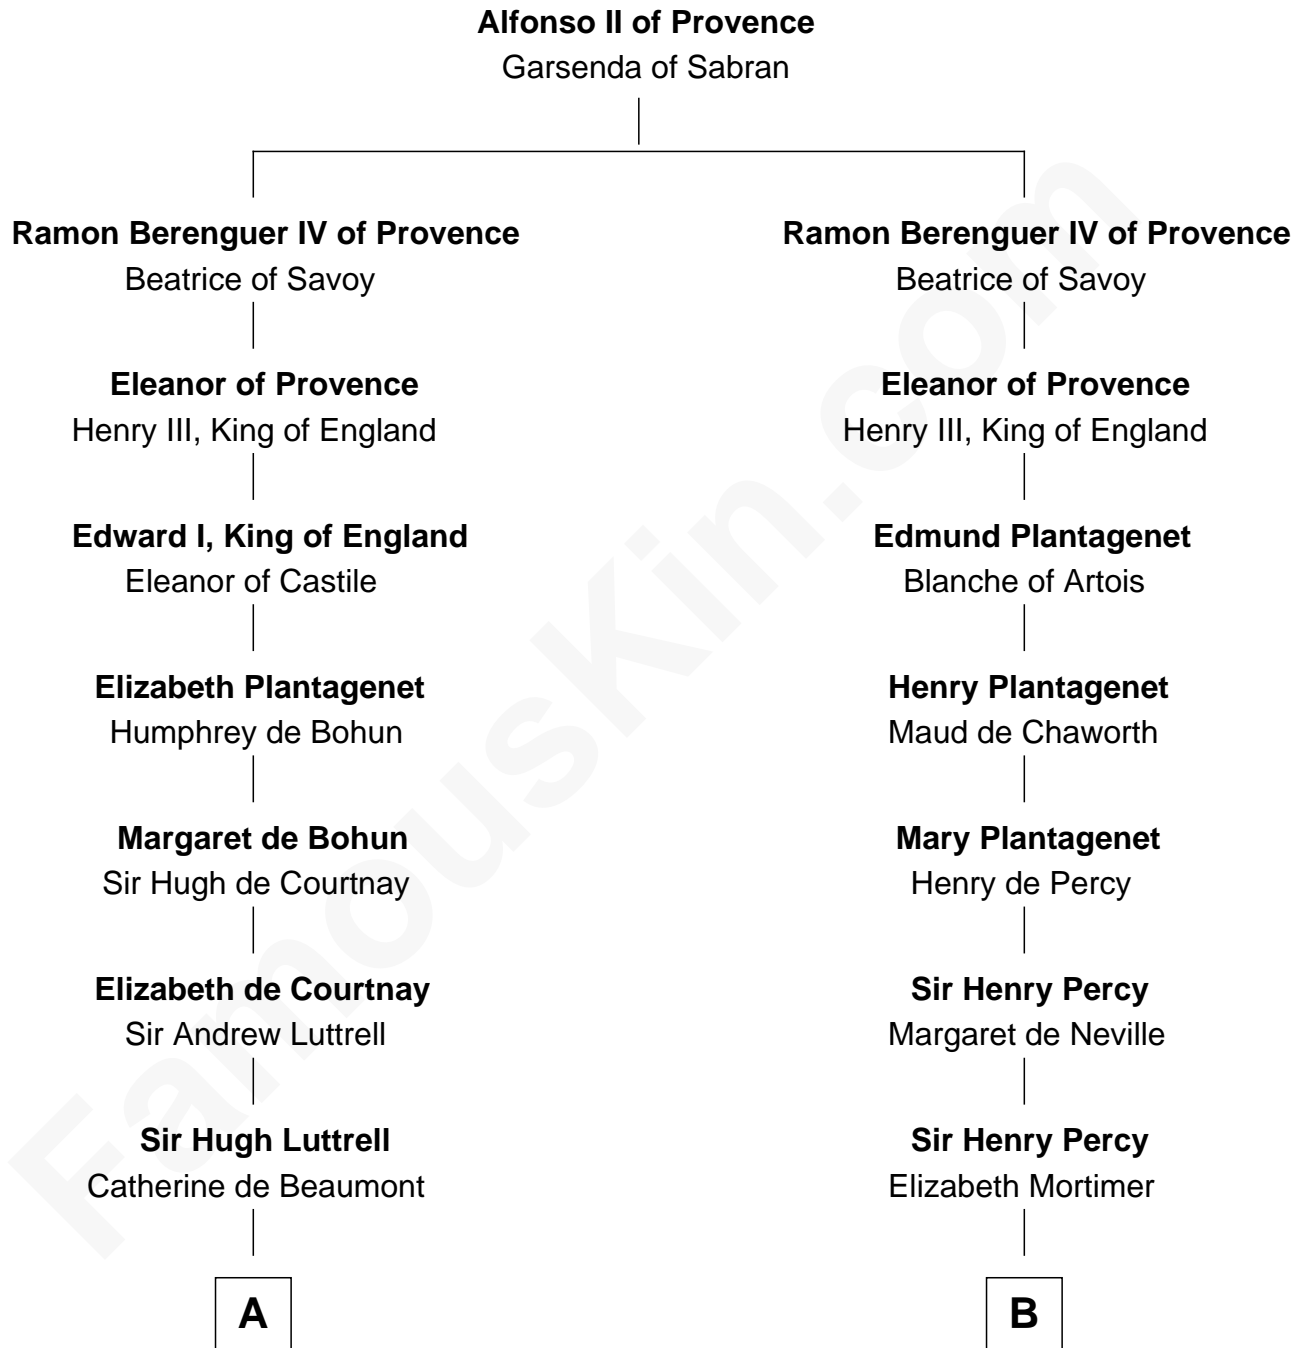 Alfonso II of Provence
Garsenda of Sabran
Ramon Berenguer IV of Provence
Beatrice of Savoy
Eleanor of Provence
Henry III, King of England
Edward I, King of England
Eleanor of Castile
Elizabeth Plantagenet
Humphrey de Bohun
Margaret de Bohun
Sir Hugh de Courtnay
Elizabeth de Courtnay
Sir Andrew Luttrell
Sir Hugh Luttrell
Catherine de Beaumont
A
Ramon Berenguer IV of Provence
Beatrice of Savoy
Eleanor of Provence
Henry III, King of England
Edmund Plantagenet
Blanche of Artois
Henry Plantagenet
Maud de Chaworth
Mary Plantagenet
Henry de Percy
Sir Henry Percy
Margaret de Neville
Sir Henry Percy
Elizabeth Mortimer
B
FamousKin.com